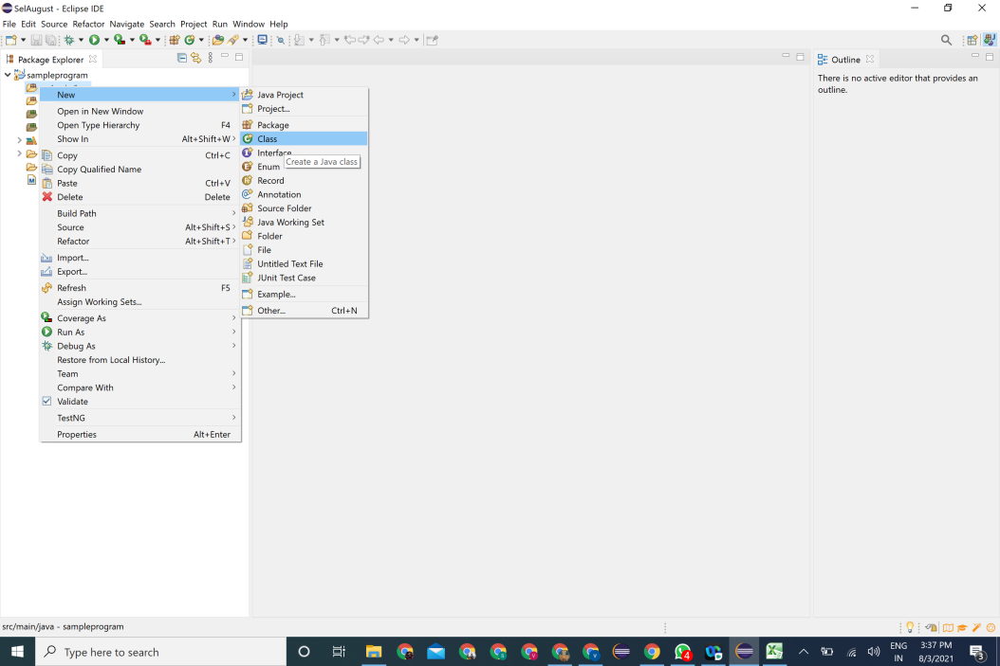 SelAugust - Eclipse IDE
File Edit Source Refactor Navigate Search Project Run Window Help
Package Explorer
Outline
sampleprogram
There is no active editor that provides an
outline.
New
Open in New Window
Open Type Hierarchy F4
Show In Alt+Shift+W
Copy Ctrl+C
Copy Qualified Name
Paste Ctrl+V
Delete Delete
Build Path
Source Alt+Shift+S
Refactor Alt+Shift+T
Import...
Export...
Refresh F5
Assign Working Sets...
Coverage As
Run As
Debug As
Restore from Local History...
Team
Compare With
Validate
TestNG
Properties Alt+Enter
Java Project
Project...
Package
Class
Interface
Create a Java class
Enum
Record
Annotation
Source Folder
Java Working Set
Folder
File
Untitled Text File
JUnit Test Case
Example...
Other... Ctrl+N
src/main/java - sampleprogram
Type here to search
4
ENG
IN
3:37 PM
8/3/2021
3